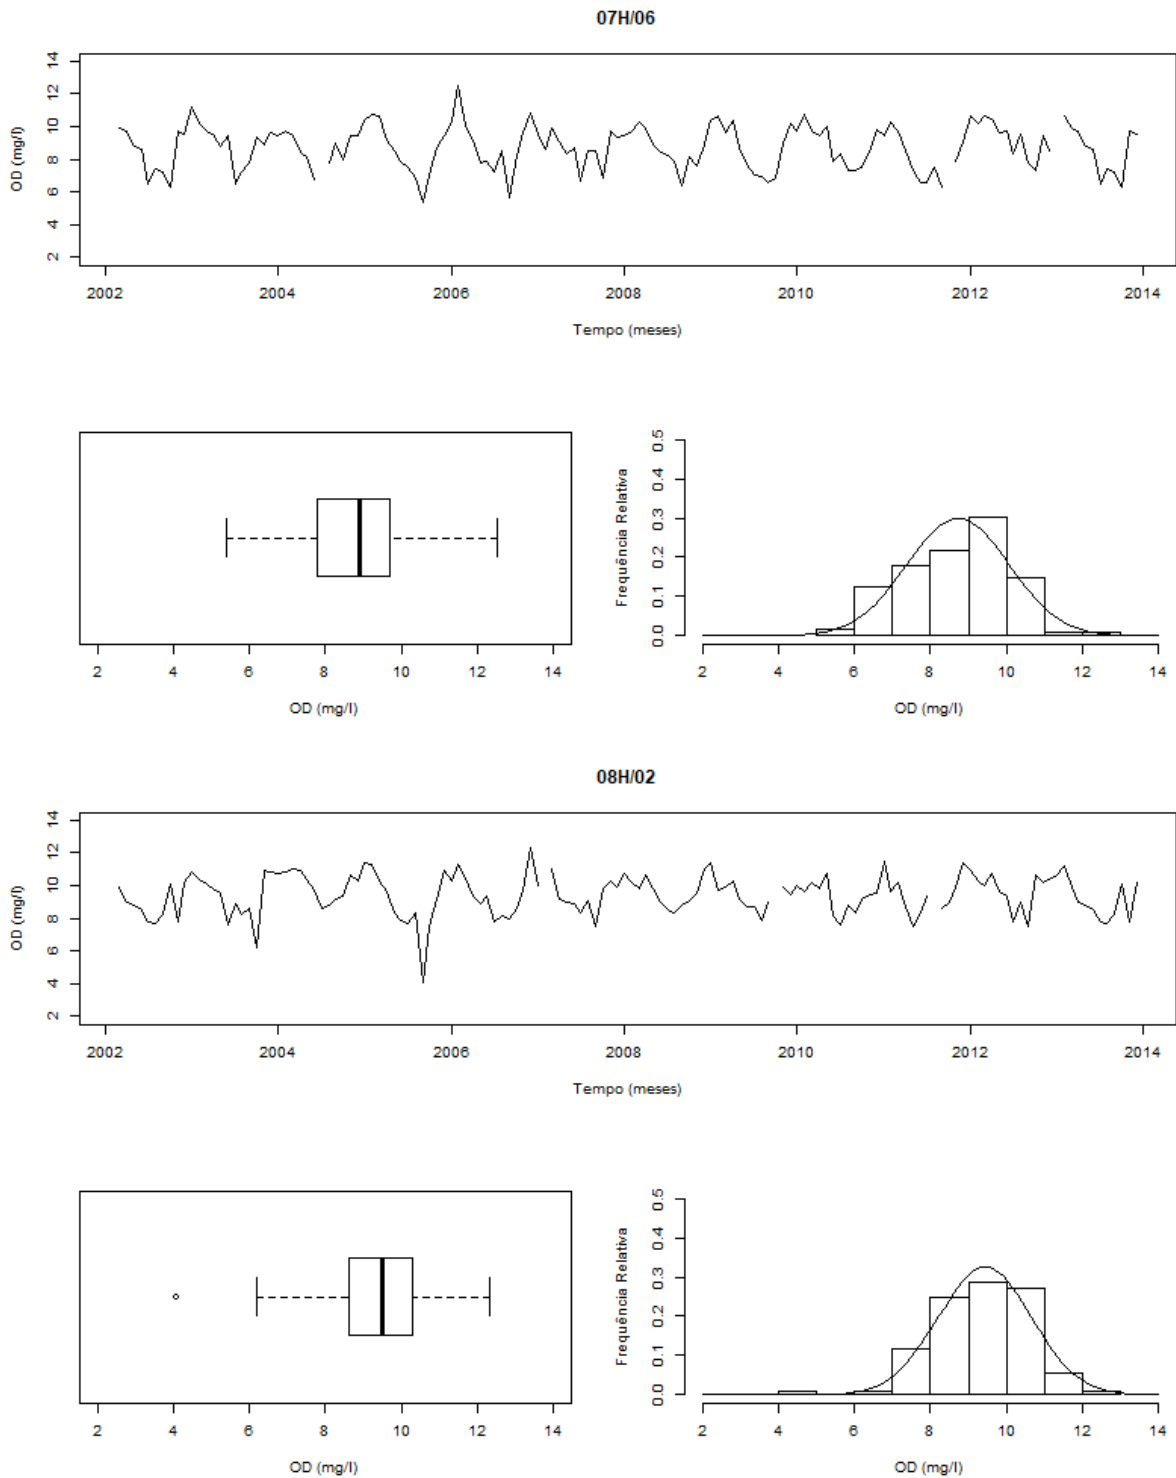 07H/06
OD (mg/l)
14
12
10
8
6
4
2
2002 2004 2006 2008 2010 2012 2014
Tempo (meses)
2 4 6 8 10 12 14
OD (mg/l)
Frequência Relativa
0.5
0.4
0.3
0.2
0.1
0.0
2 4 6 8 10 12 14
OD (mg/l)
08H/02
OD (mg/l)
14
12
10
8
6
4
2
2002 2004 2006 2008 2010 2012 2014
Tempo (meses)
2 4 6 8 10 12 14
OD (mg/l)
Frequência Relativa
0.5
0.4
0.3
0.2
0.1
0.0
2 4 6 8 10 12 14
OD (mg/l)